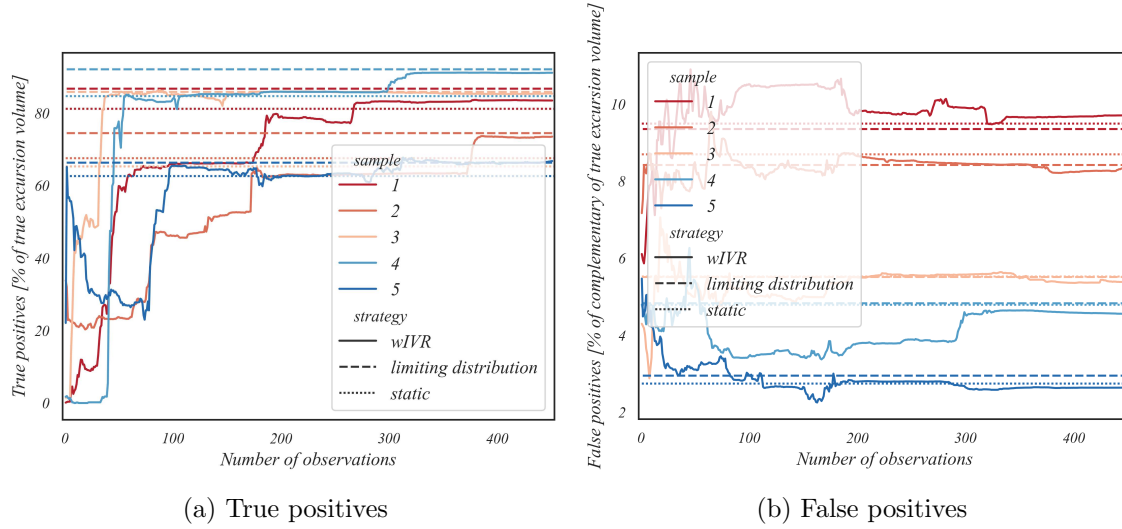 True positives [% of true excursion volume]
80
60
40
20
0
0
100
200
300
400
Number of observations
sample
1
2
3
4
5
strategy
wIVR
limiting distribution
static
(a) True positives
False positives [% of complementary of true excursion volume]
10
8
6
4
2
0
100
200
300
400
Number of observations
sample
1
2
3
4
5
strategy
wIVR
limiting distribution
static
(b) False positives